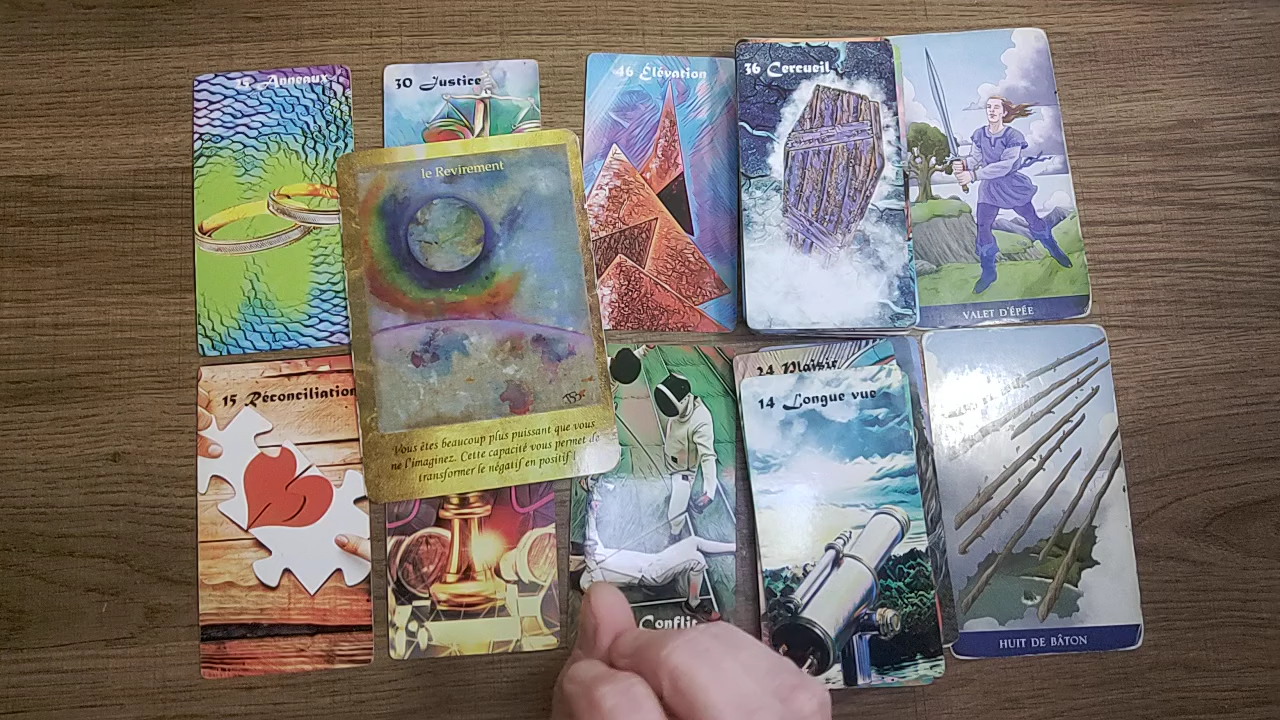 Anneaux
30 Justice
46 Élévation
36 Cercueil
le Revirement
VALET D'ÉPÉE
15 Réconciliation
24 Plaisir
14 Longue vue
Vous êtes beaucoup plus puissant que vous
ne l'imaginez. Cette capacité vous permet de
transformer le négatif en positif !
Conflit
HUIT DE BÂTON